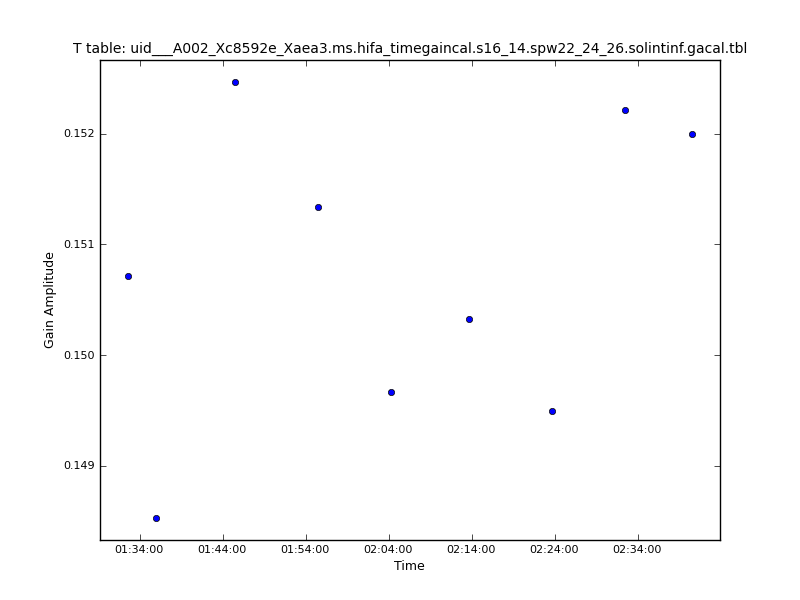 T table: uid___A002_Xc8592e_Xaea3.ms.hifa_timegaincal.s16_14.spw22_24_26.solintinf.gacal.tbl
0.152
0.151
0.150
0.149
Gain Amplitude
01:34:00 01:44:00 01:54:00 02:04:00 02:14:00 02:24:00 02:34:00
Time